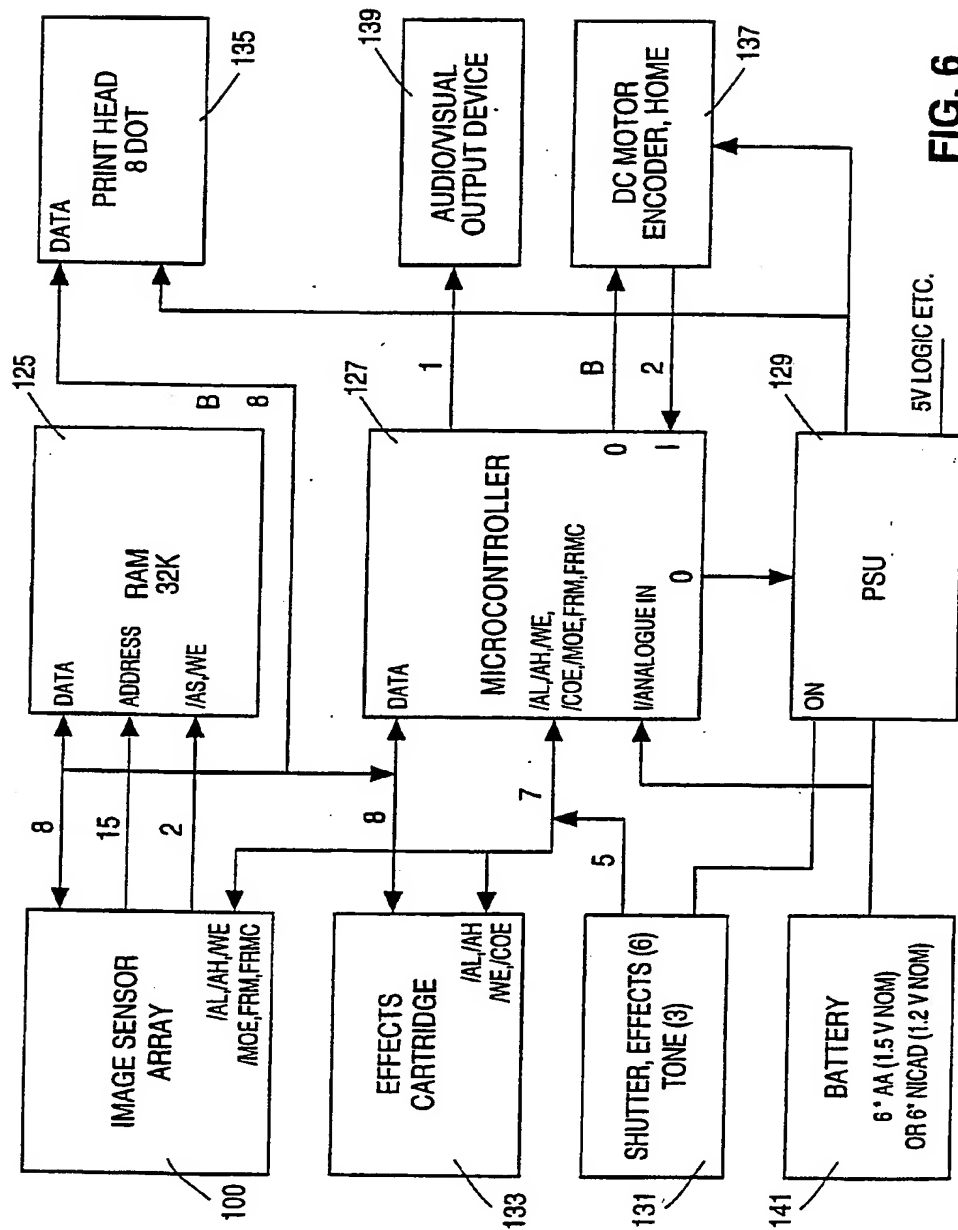 IMAGE SENSOR
ARRAY
/AL,/AH,/WE
/MOE,FRM,FRMC
100
8
15
2
125
RAM
32K
DATA
ADDRESS
/AS,/WE
B
8
DATA
PRINT HEAD
8 DOT
135
EFFECTS
CARTRIDGE
/AL,/AH
/WE,/COE
133
8
7
127
MICROCONTROLLER
DATA
/AL,/AH,/WE,
/COE,/MOE,FRM,FRMC
I/ANALOGUE IN
O
O
I
1
B
2
AUDIO/VISUAL
OUTPUT DEVICE
139
DC MOTOR
ENCODER, HOME
137
SHUTTER, EFFECTS (6)
TONE (3)
131
5
BATTERY
6* AA (1.5 V NOM)
OR 6* NICAD (1.2 V NOM)
141
ON
PSU
129
5V LOGIC ETC.
FIG. 6